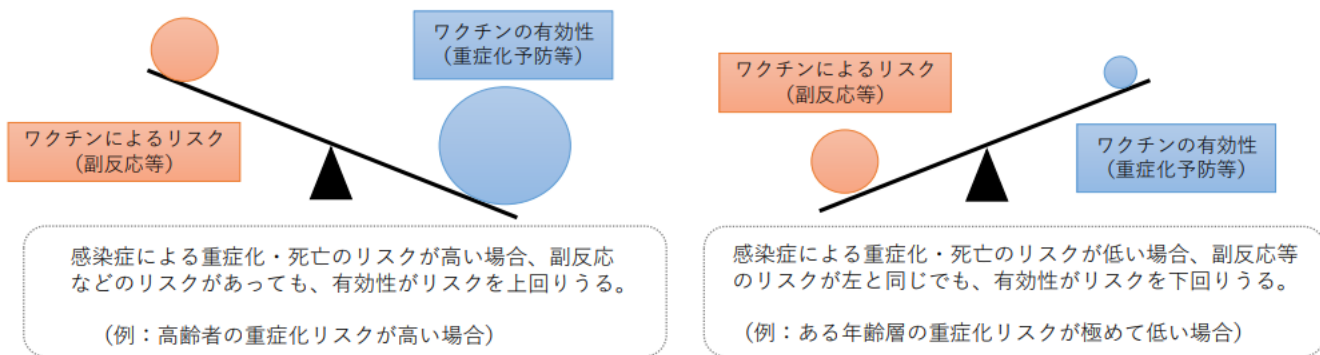 ワクチンの有効性
(重症化予防等)
ワクチンによるリスク
(副反応等)
感染症による重症化・死亡のリスクが高い場合、副反応
などのリスクがあっても、有効性がリスクを上回りうる。
(例：高齢者の重症化リスクが高い場合)
ワクチンによるリスク
(副反応等)
ワクチンの有効性
(重症化予防等)
感染症による重症化・死亡のリスクが低い場合、副反応等
のリスクが左と同じでも、有効性がリスクを下回りうる。
(例：ある年齢層の重症化リスクが極めて低い場合)